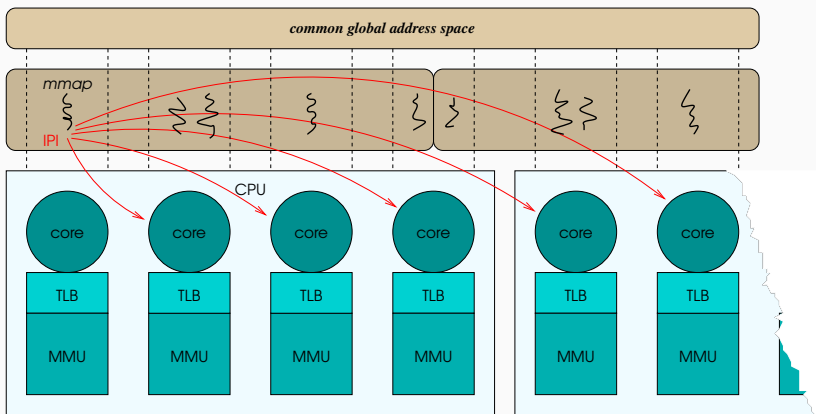 common global address space
mmap
IPI
CPU
core core core core core core
TLB TLB TLB TLB TLB TLB
MMU MMU MMU MMU MMU MMU